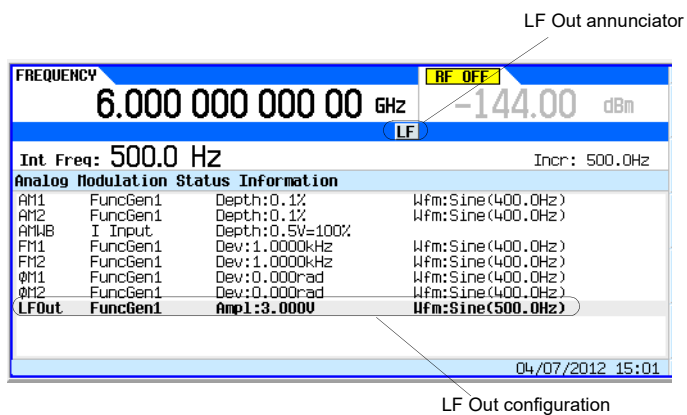 LF Out annunciator
FREQUENCY RF OFF
6.000 000 000 00 GHz -144.00 dBm
LF
Int Freq: 500.0 Hz Incr: 500.0Hz
Analog Modulation Status Information
AM1 FuncGen1 Depth:0.1% Wfm:Sine(400.0Hz)
AM2 FuncGen1 Depth:0.1% Wfm:Sine(400.0Hz)
AMWB I Input Depth:0.5V=100%
FM1 FuncGen1 Dev:1.0000kHz Wfm:Sine(400.0Hz)
FM2 FuncGen1 Dev:1.0000kHz Wfm:Sine(400.0Hz)
ΦM1 FuncGen1 Dev:0.000rad Wfm:Sine(400.0Hz)
ΦM2 FuncGen1 Dev:0.000rad Wfm:Sine(400.0Hz)
LFOut FuncGen1 Ampl:3.000V Wfm:Sine(500.0Hz)
04/07/2012 15:01
LF Out configuration